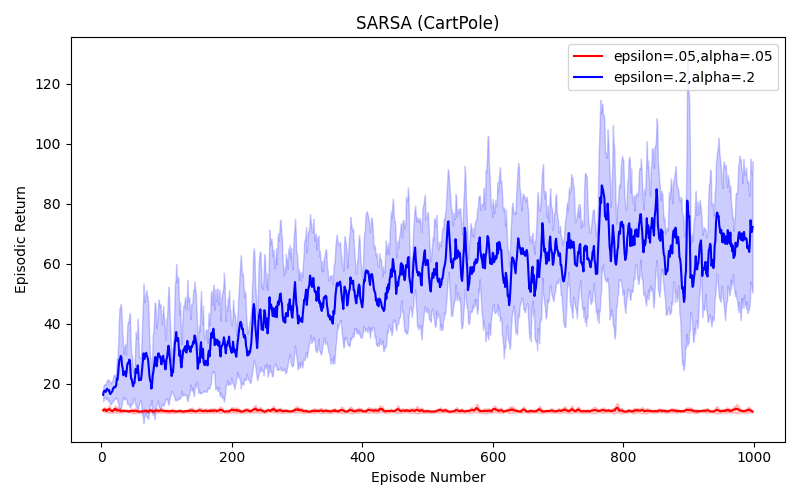 SARSA (CartPole)
epsilon=.05,alpha=.05
epsilon=.2,alpha=.2
Episodic Return
120
100
80
60
40
20
0
200
400
600
800
1000
Episode Number